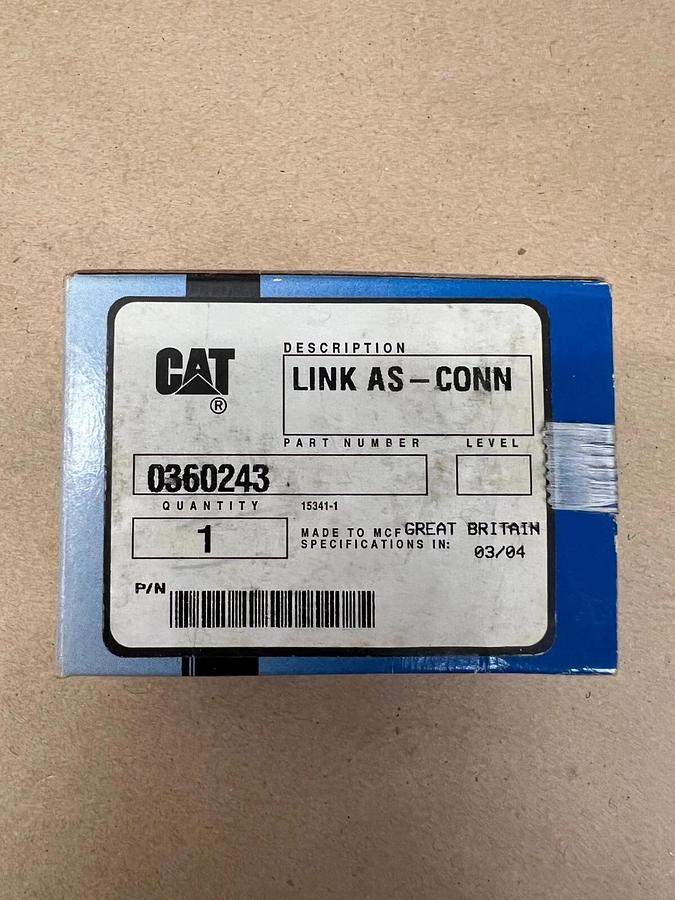 CAT
®
DESCRIPTION
LINK AS-CONN
PART NUMBER LEVEL
0360243
QUANTITY 15341-1
1
MADE TO MCF GREAT BRITAIN
SPECIFICATIONS IN: 03/04
P/N